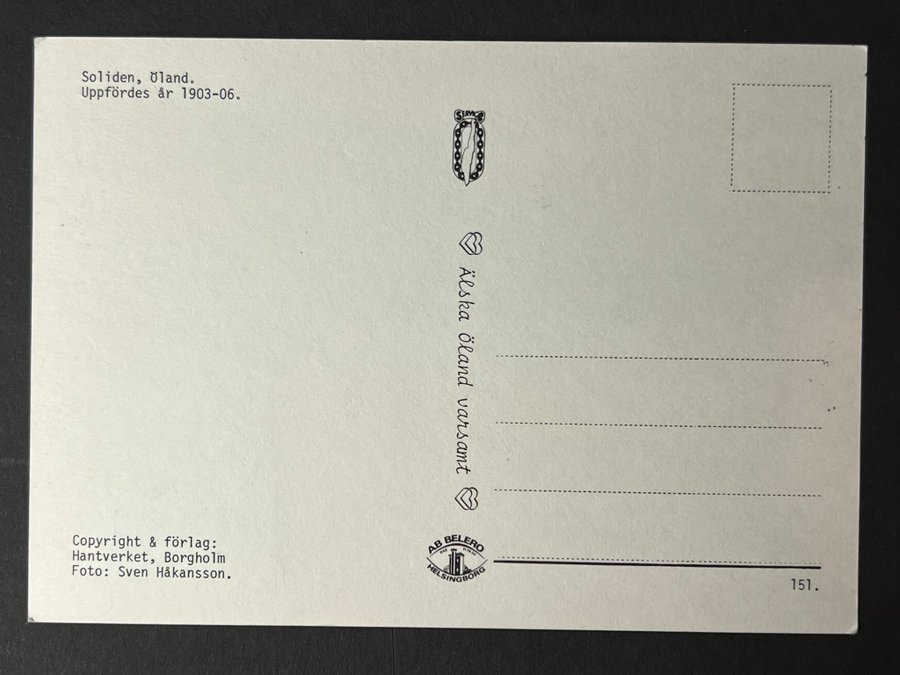 Soliden, Öland.
Uppfördes år 1903-06.
Älska Öland varsamt
Copyright & förlag:
Hantverket, Borgholm
Foto: Sven Håkansson.
AB BELERO
HELSINGBORG
151.